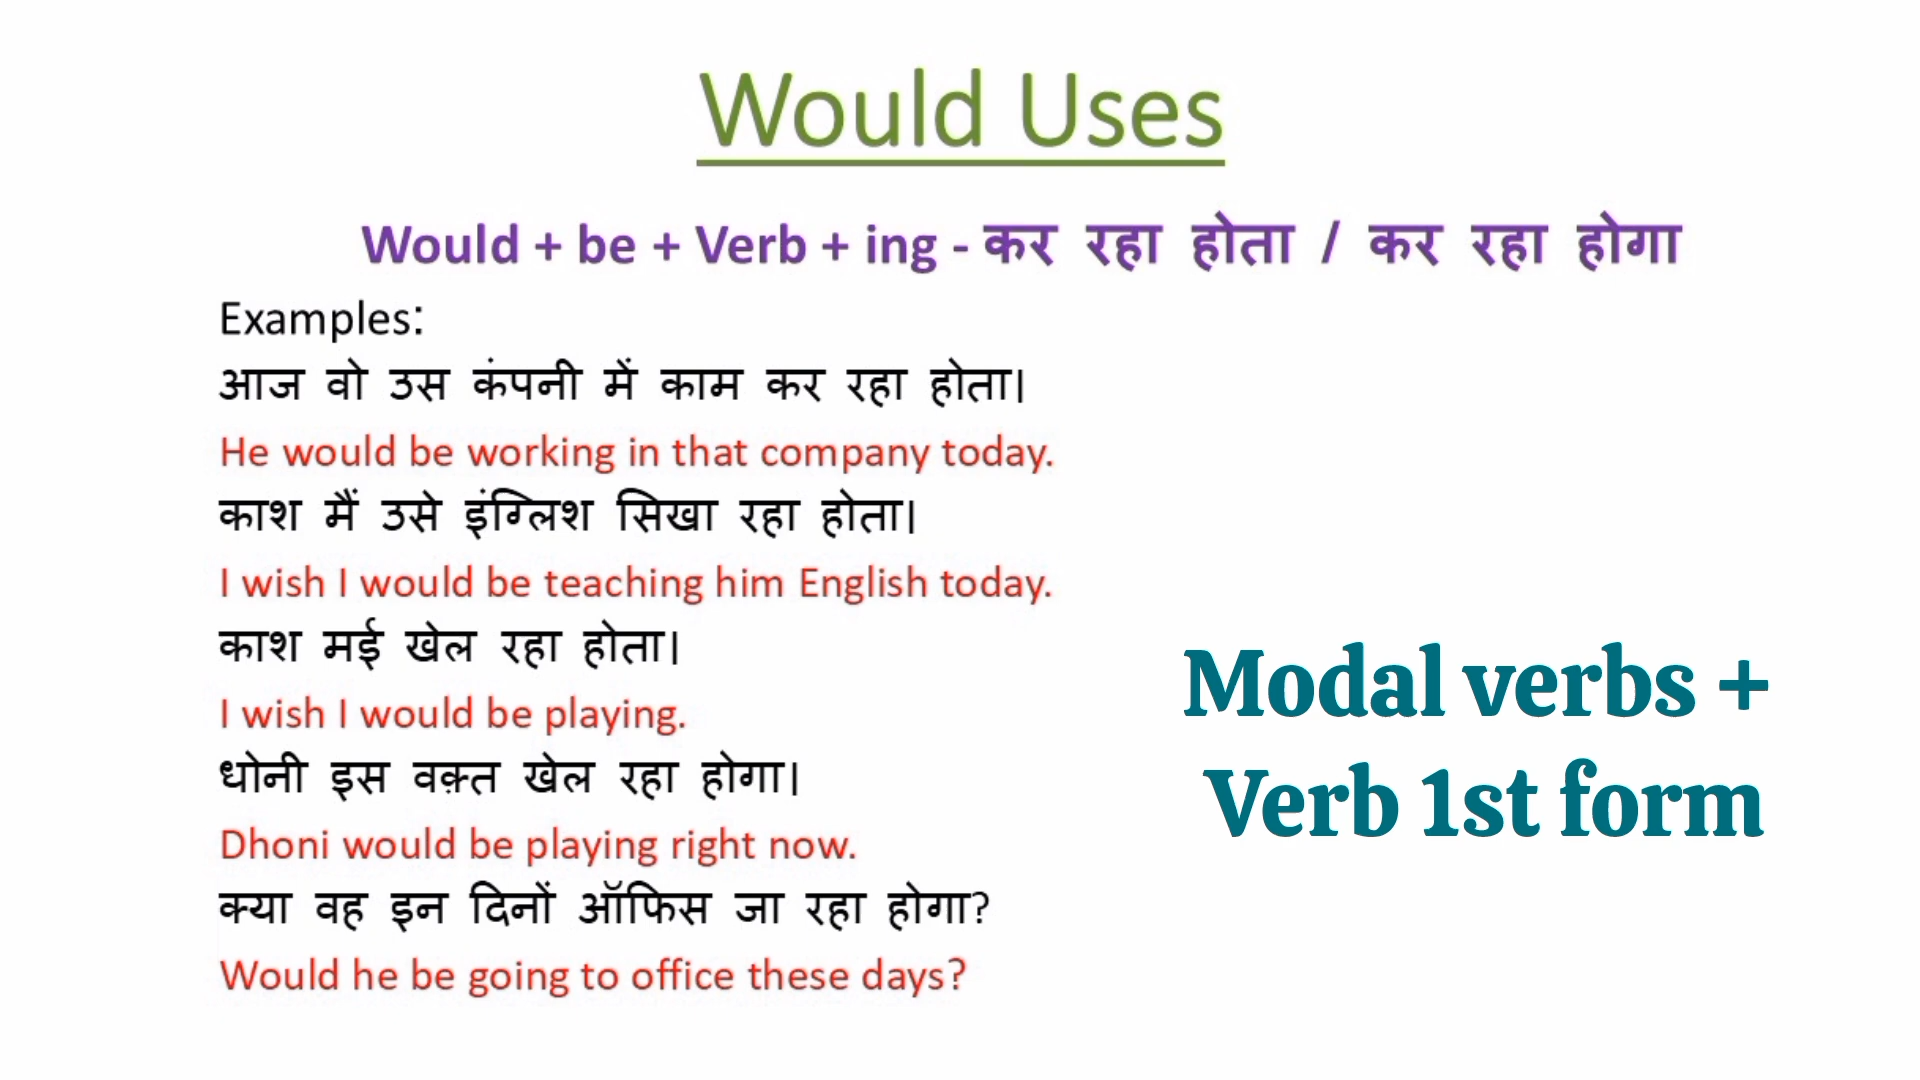 Would Uses
Would + be + Verb + ing - कर रहा होता / कर रहा होगा
Examples:
आज वो उस कंपनी में काम कर रहा होता।
He would be working in that company today.
काश मैं उसे इंग्लिश सिखा रहा होता।
I wish I would be teaching him English today.
काश मई खेल रहा होता।
I wish I would be playing.
धोनी इस वक़्त खेल रहा होगा।
Dhoni would be playing right now.
क्या वह इन दिनों ऑफिस जा रहा होगा?
Would he be going to office these days?
Modal verbs +
Verb 1st form